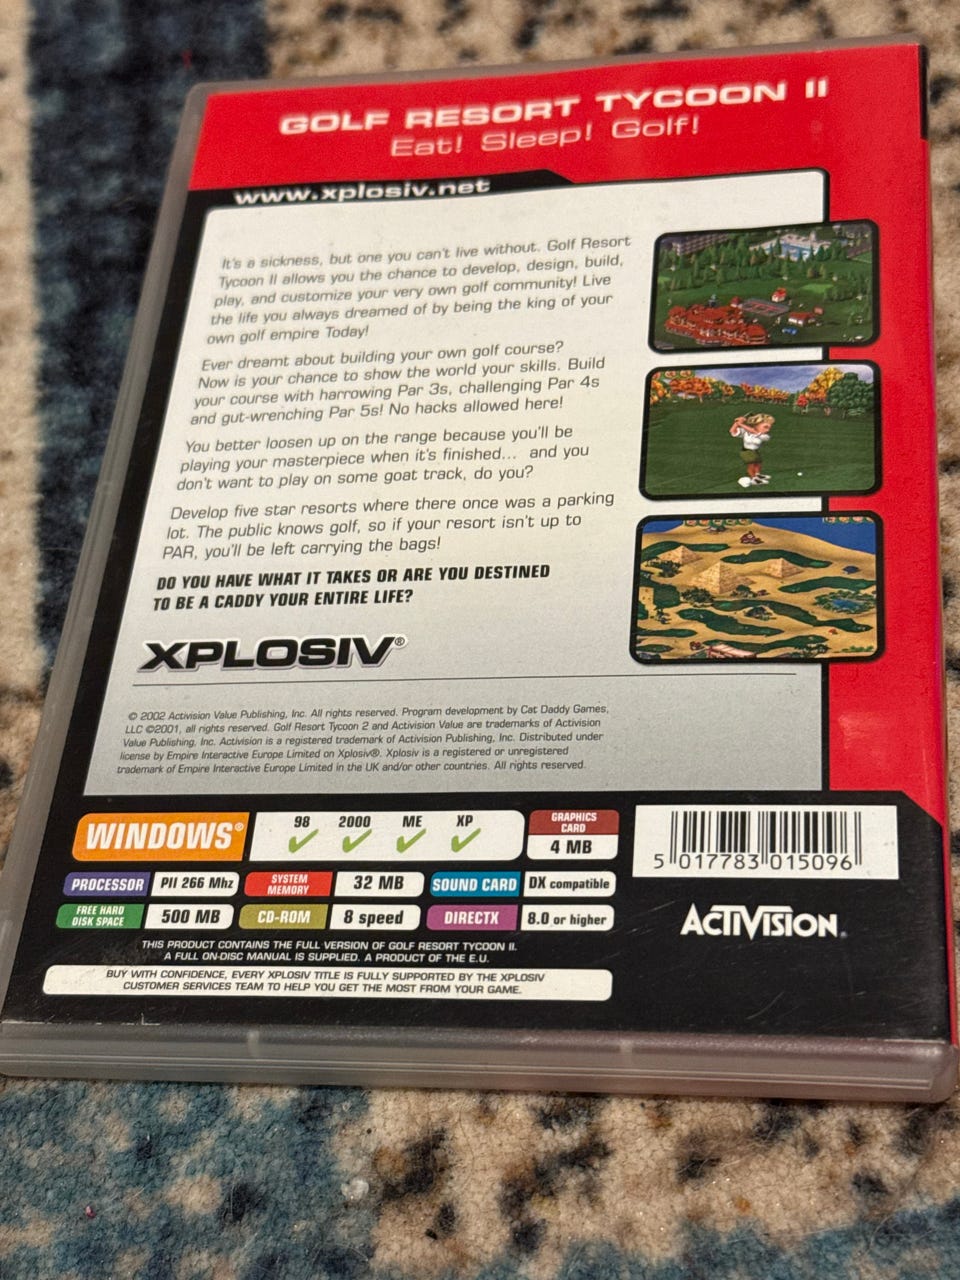 GOLF RESORT TYCOON II
Eat! Sleep! Golf!
www.xplosiv.net
It's a sickness, but one you can't live without. Golf Resort
Tycoon II allows you the chance to develop, design, build,
play, and customize your very own golf community! Live
the life you always dreamed of by being the king of your
own golf empire Today!
Ever dreamt about building your own golf course?
Now is your chance to show the world your skills. Build
your course with harrowing Par 3s, challenging Par 4s
and gut-wrenching Par 5s! No hacks allowed here!
You better loosen up on the range because you'll be
playing your masterpiece when it's finished... and you
don't want to play on some goat track, do you?
Develop five star resorts where there once was a parking
lot. The public knows golf, so if your resort isn't up to
PAR, you'll be left carrying the bags!
DO YOU HAVE WHAT IT TAKES OR ARE YOU DESTINED
TO BE A CADDY YOUR ENTIRE LIFE?
XPLOSIV®
© 2002 Activision Value Publishing, Inc. All rights reserved. Program development by Cat Daddy Games,
LLC ©2001, all rights reserved. Golf Resort Tycoon 2 and Activision Value are trademarks of Activision
Value Publishing, Inc. Activision is a registered trademark of Activision Publishing, Inc. Distributed under
license by Empire Interactive Europe Limited on Xplosiv®. Xplosiv is a registered or unregistered
trademark of Empire Interactive Europe Limited in the UK and/or other countries. All rights reserved.
WINDOWS®
98 2000 ME XP
GRAPHICS
CARD
4 MB
PROCESSOR PII 266 Mhz
SYSTEM
MEMORY
32 MB
SOUND CARD DX compatible
FREE HARD
DISK SPACE
500 MB
CD-ROM 8 speed
DIRECTX 8.0 or higher
5 017783 015096
ACTIVISION.
THIS PRODUCT CONTAINS THE FULL VERSION OF GOLF RESORT TYCOON II.
A FULL ON-DISC MANUAL IS SUPPLIED. A PRODUCT OF THE E.U.
BUY WITH CONFIDENCE, EVERY XPLOSIV TITLE IS FULLY SUPPORTED BY THE XPLOSIV
CUSTOMER SERVICES TEAM TO HELP YOU GET THE MOST FROM YOUR GAME.